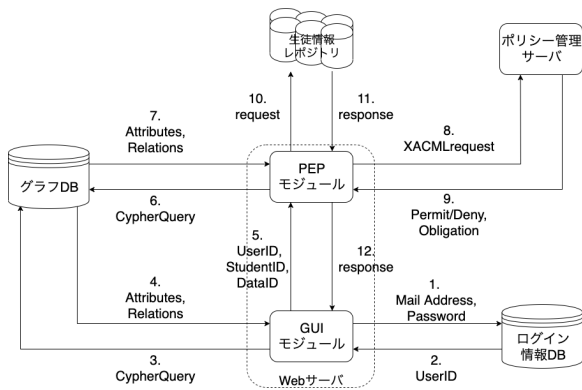 生徒情報
レポジトリ
ポリシー管理
サーバ
10.
request
11.
response
7.
Attributes,
Relations
8.
XACMLrequest
グラフDB
PEP
モジュール
6.
CypherQuery
9.
Permit/Deny,
Obligation
5.
UserID,
StudentID,
DataID
12.
response
4.
Attributes,
Relations
1.
Mail Address,
Password
GUI
モジュール
ログイン
情報DB
3.
CypherQuery
Webサーバ
2.
UserID